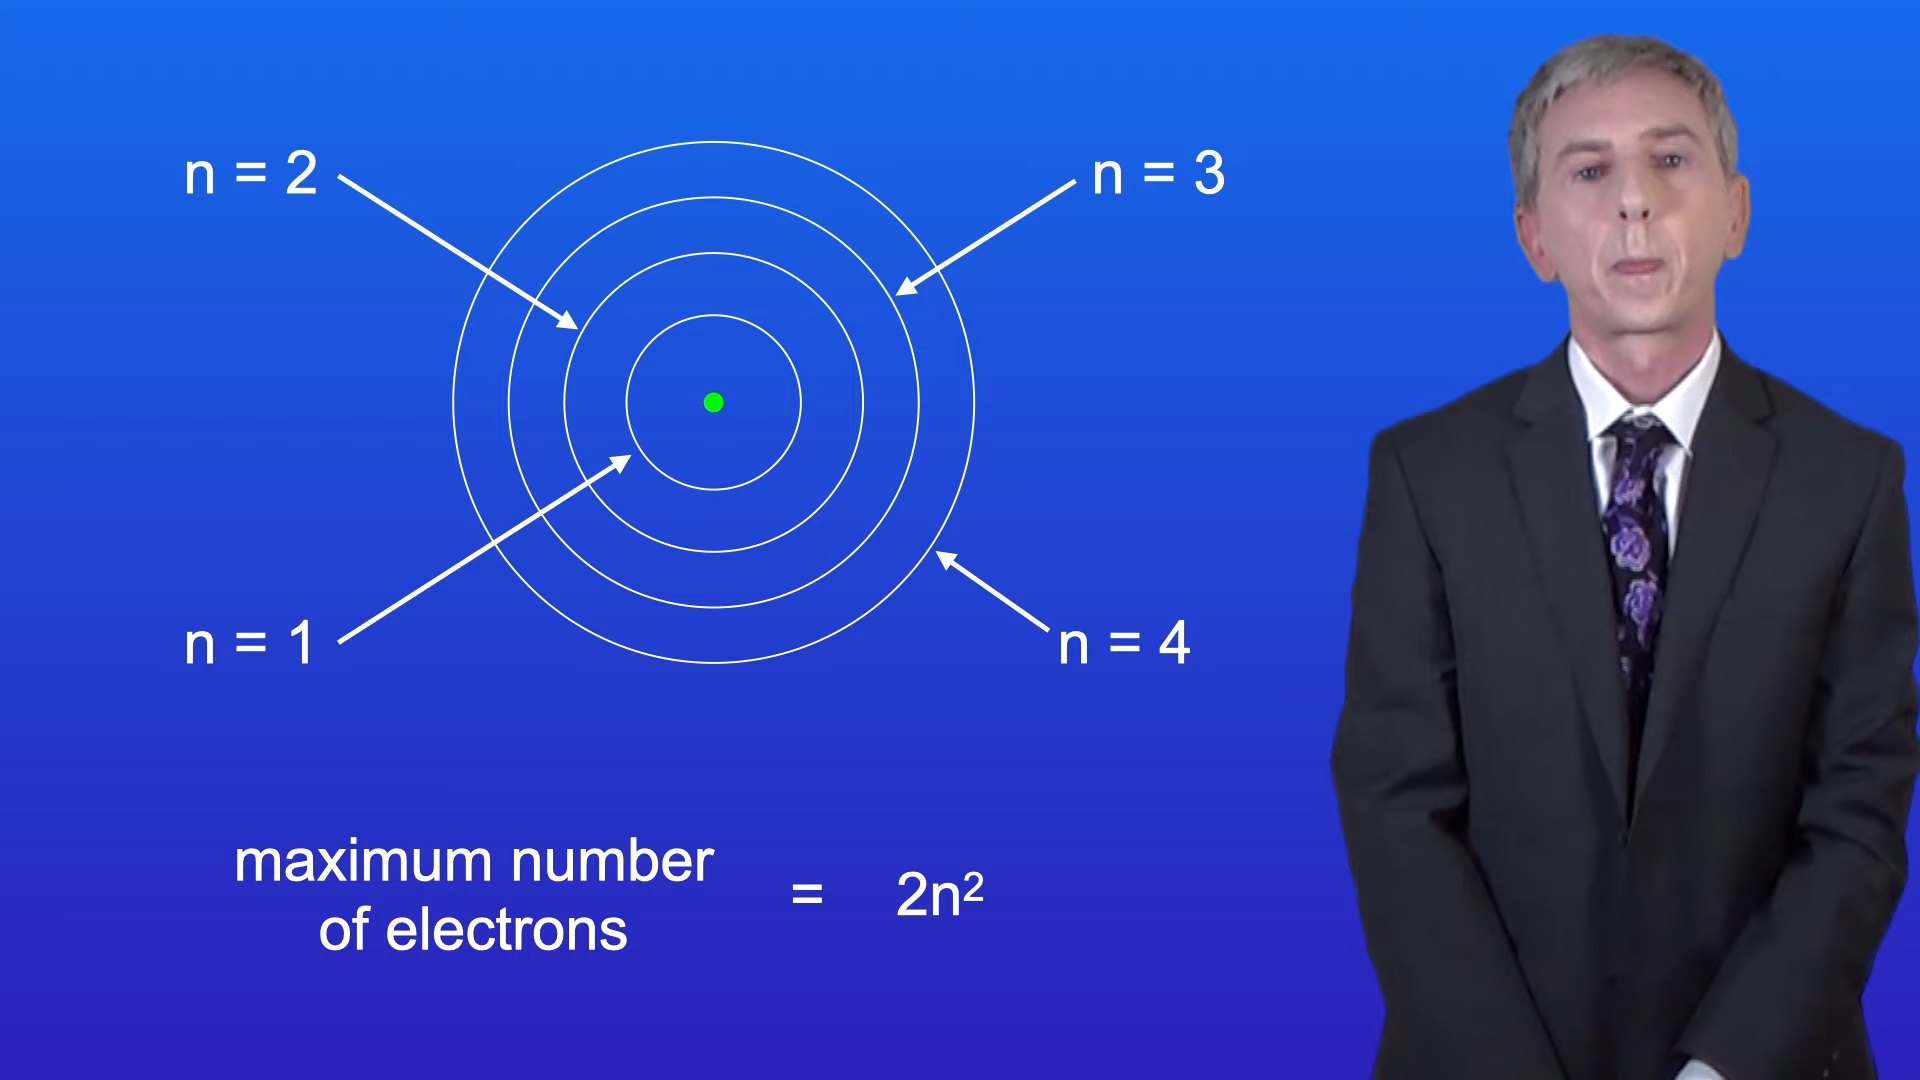 n = 2
n = 3
n = 1
n = 4
maximum number
of electrons
= 2n²